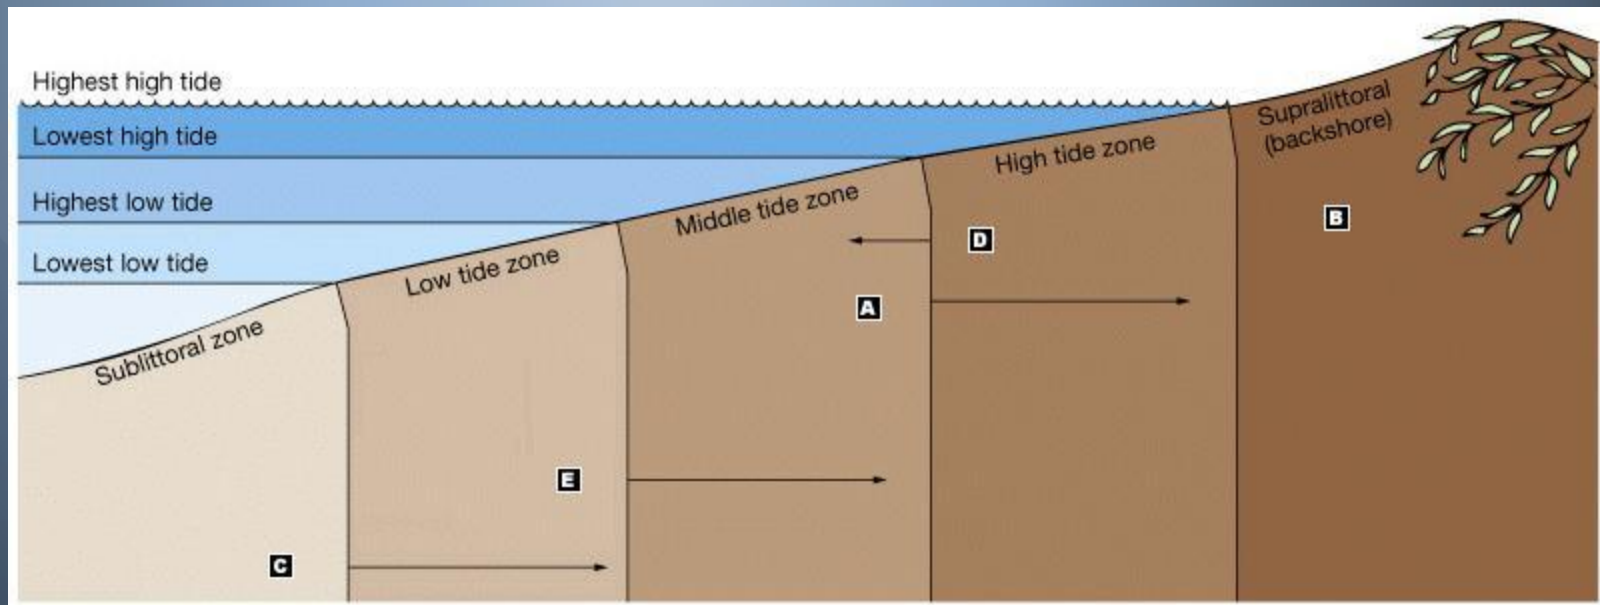 Highest high tide
Lowest high tide
Highest low tide
Lowest low tide
Sublittoral zone
Low tide zone
Middle tide zone
High tide zone
Supralittoral
(backshore)
B
D
A
E
C